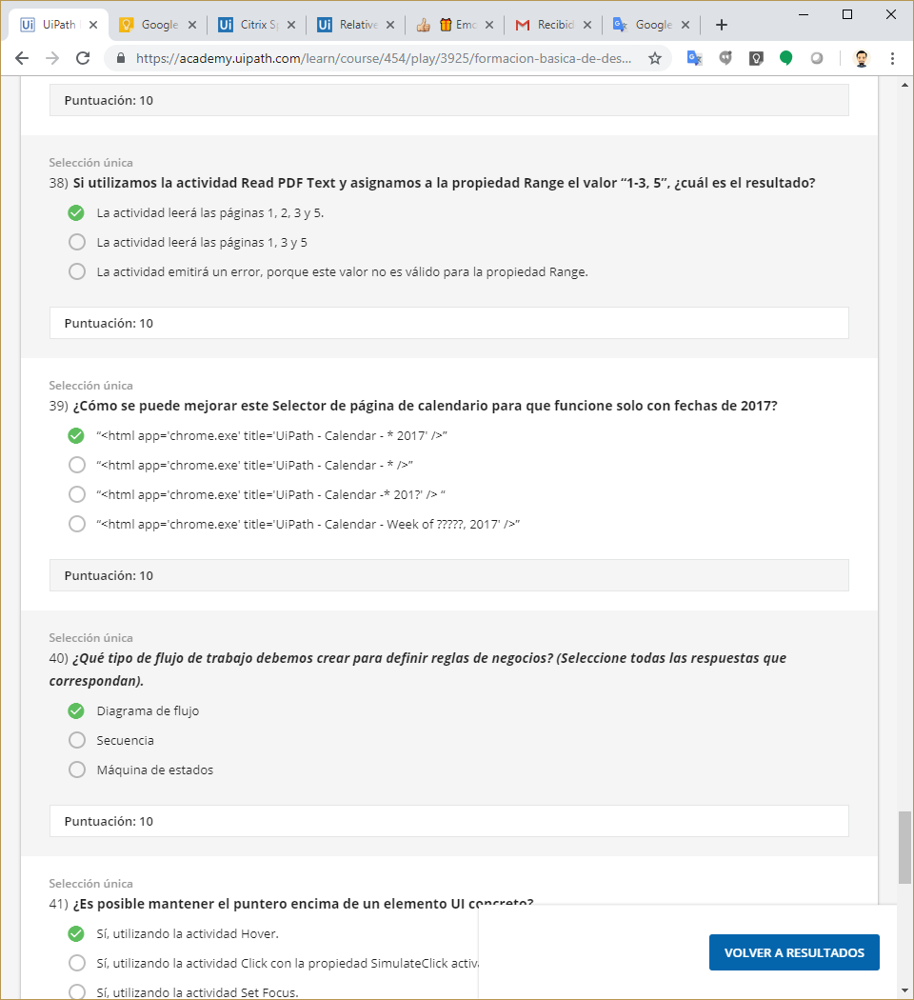 UiPath
Google
Citrix Sp
Relative
Emo
Recibid
Google
https://academy.uipath.com/learn/course/454/play/3925/formacion-basica-de-des...
Puntuación: 10
Selección única
38) Si utilizamos la actividad Read PDF Text y asignamos a la propiedad Range el valor “1-3, 5”, ¿cuál es el resultado?
La actividad leerá las páginas 1, 2, 3 y 5.
La actividad leerá las páginas 1, 3 y 5
La actividad emitirá un error, porque este valor no es válido para la propiedad Range.
Puntuación: 10
Selección única
39) ¿Cómo se puede mejorar este Selector de página de calendario para que funcione solo con fechas de 2017?
“<html app='chrome.exe' title='UiPath - Calendar - * 2017' />”
“<html app='chrome.exe' title='UiPath - Calendar - * />”
“<html app='chrome.exe' title='UiPath - Calendar -* 201?' /> “
“<html app='chrome.exe' title='UiPath - Calendar - Week of ?????, 2017' />”
Puntuación: 10
Selección única
40) ¿Qué tipo de flujo de trabajo debemos crear para definir reglas de negocios? (Seleccione todas las respuestas que
correspondan).
Diagrama de flujo
Secuencia
Máquina de estados
Puntuación: 10
Selección única
41) ¿Es posible mantener el puntero encima de un elemento UI concreto?
Sí, utilizando la actividad Hover.
Sí, utilizando la actividad Click con la propiedad SimulateClick activ
Sí, utilizando la actividad Set Focus.
VOLVER A RESULTADOS